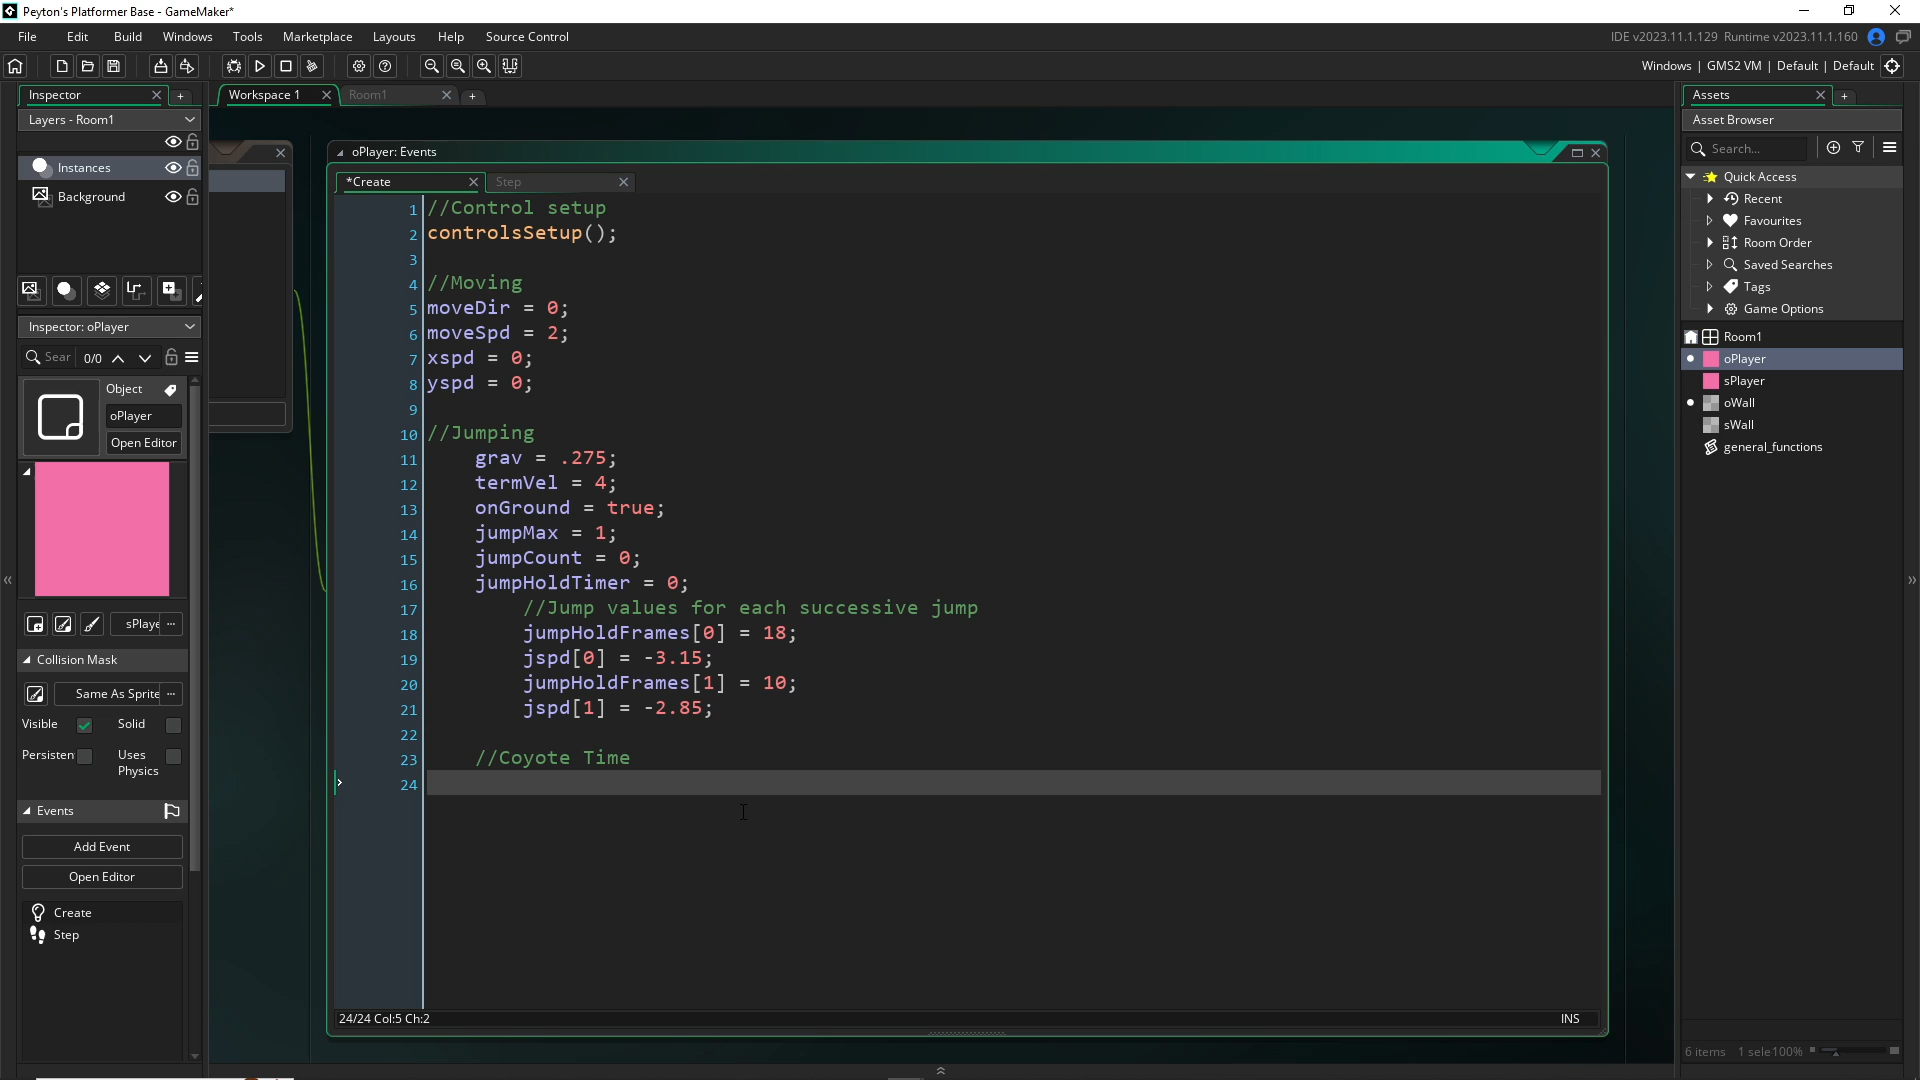 Peyton's Platformer Base - GameMaker*
File Edit Build Windows Tools Marketplace Layouts Help Source Control
IDE v2023.11.1.129 Runtime v2023.11.1.160
Windows | GMS2 VM | Default | Default
Inspector
Layers - Room1
Instances
Background
Inspector: oPlayer
Sear 0/0
Object
oPlayer
Open Editor
sPlaye ...
Collision Mask
Same As Sprite ...
Visible Solid
Persisten Uses Physics
Events
Add Event
Open Editor
Create
Step
Workspace 1 Room1
oPlayer: Events
*Create Step
1 //Control setup
2 controlsSetup();
3
4 //Moving
5 moveDir = 0;
6 moveSpd = 2;
7 xspd = 0;
8 yspd = 0;
9
10 //Jumping
11 grav = .275;
12 termVel = 4;
13 onGround = true;
14 jumpMax = 1;
15 jumpCount = 0;
16 jumpHoldTimer = 0;
17 //Jump values for each successive jump
18 jumpHoldFrames[0] = 18;
19 jspd[0] = -3.15;
20 jumpHoldFrames[1] = 10;
21 jspd[1] = -2.85;
22
23 //Coyote Time
24
24/24 Col:5 Ch:2
INS
Assets
Asset Browser
Search...
Quick Access
Recent
Favourites
Room Order
Saved Searches
Tags
Game Options
Room1
oPlayer
sPlayer
oWall
sWall
general_functions
6 items 1 sele100%